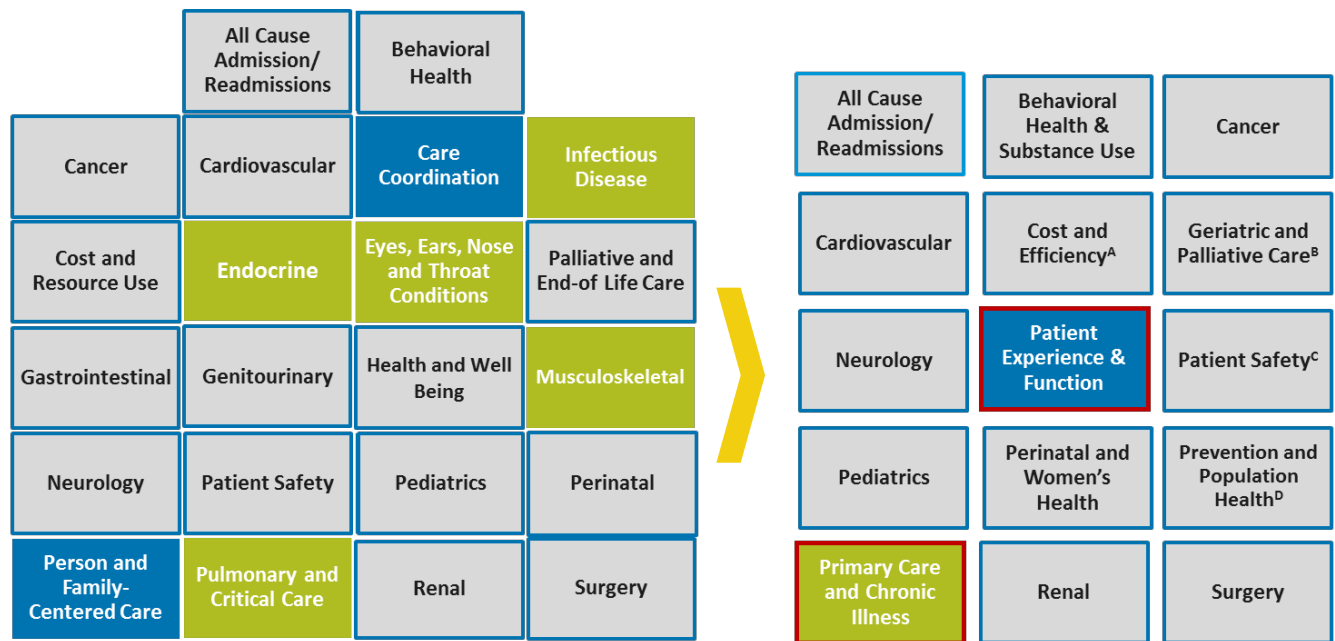 All Cause
Admission/
Readmissions
Behavioral
Health
Cancer
Cardiovascular
Care
Coordination
Infectious
Disease
Cost and
Resource Use
Endocrine
Eyes, Ears, Nose
and Throat
Conditions
Palliative and
End-of Life Care
Gastrointestinal
Genitourinary
Health and Well
Being
Musculoskeletal
Neurology
Patient Safety
Pediatrics
Perinatal
Person and
Family-
Centered Care
Pulmonary and
Critical Care
Renal
Surgery
All Cause
Admission/
Readmissions
Behavioral
Health &
Substance Use
Cancer
Cardiovascular
Cost and
Efficiencyᴬ
Geriatric and
Palliative Careᴮ
Neurology
Patient
Experience &
Function
Patient Safetyᶜ
Pediatrics
Perinatal and
Women’s
Health
Prevention and
Population
Healthᴰ
Primary Care
and Chronic
Illness
Renal
Surgery